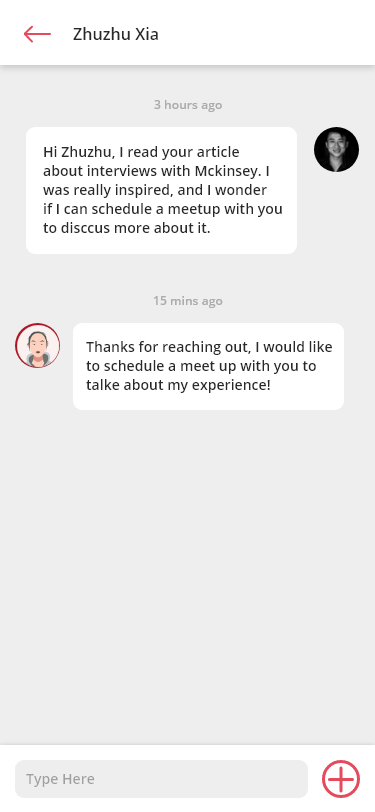 Zhuzhu Xia
3 hours ago
Hi Zhuzhu, I read your article
about interviews with Mckinsey. I
was really inspired, and I wonder
if I can schedule a meetup with you
to disccus more about it.
15 mins ago
Thanks for reaching out, I would like
to schedule a meet up with you to
talke about my experience!
Type Here